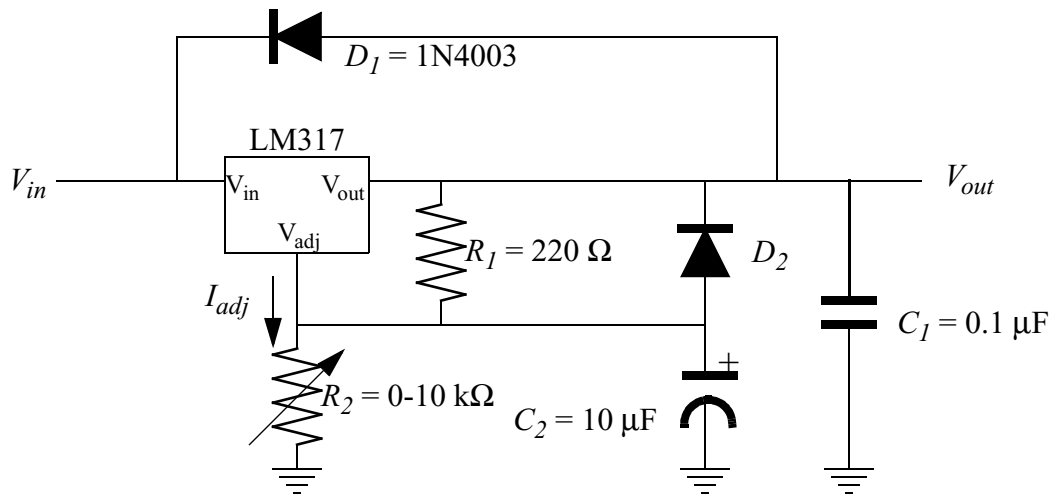 D1 = 1N4003
LM317
Vin
Vin
Vout
Vout
Vadj
R1 = 220 Ω
D2
Iadj
C1 = 0.1 μF
R2 = 0-10 kΩ
+
C2 = 10 μF